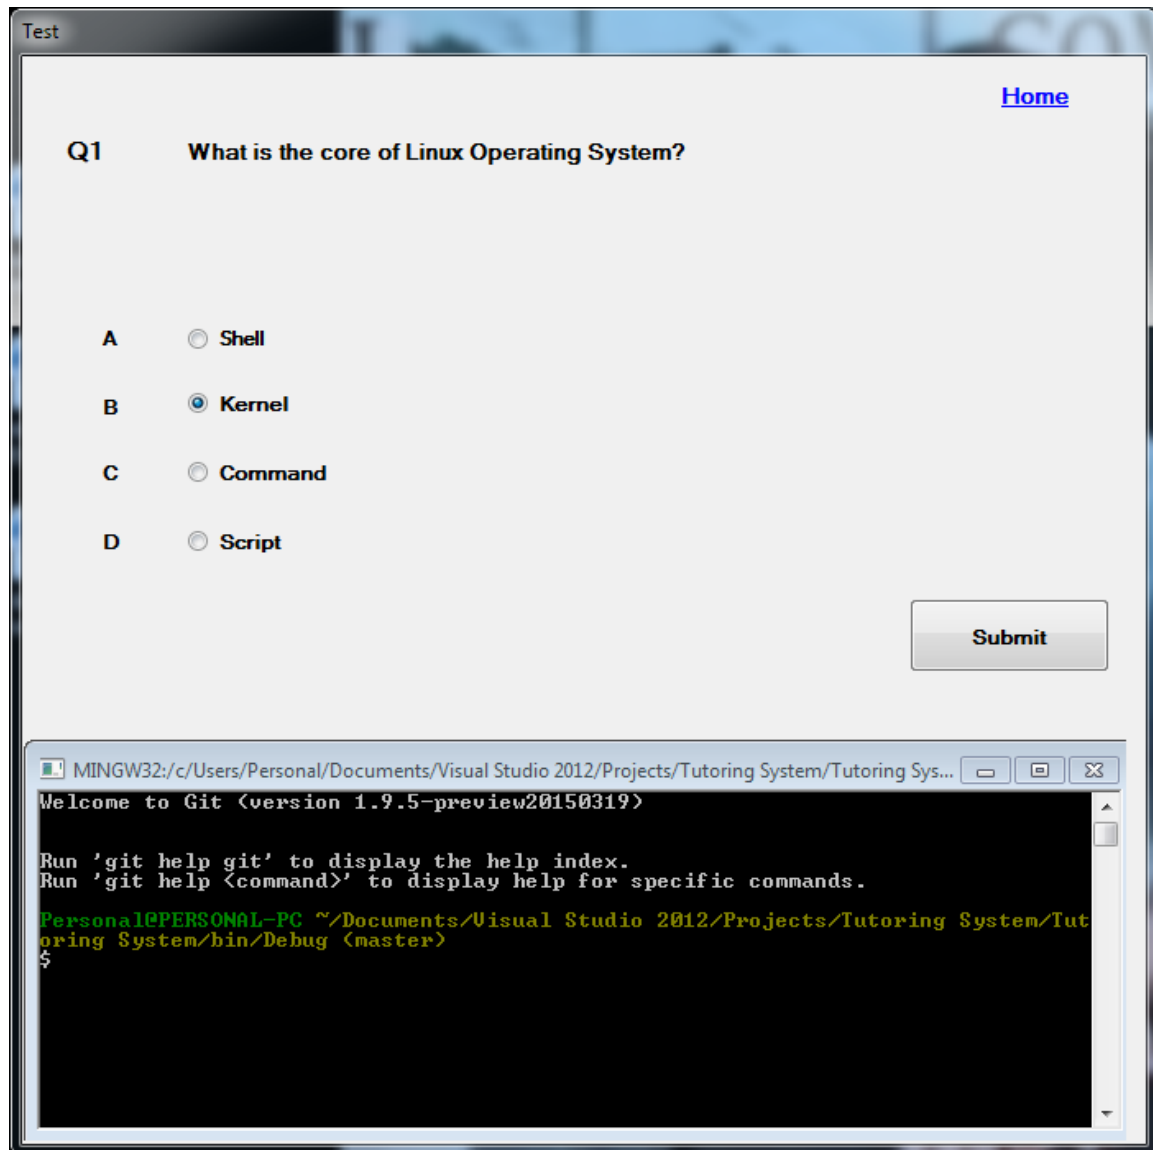 Test
Home
Q1 What is the core of Linux Operating System?
A Shell
B Kernel
C Command
D Script
Submit
MINGW32:/c/Users/Personal/Documents/Visual Studio 2012/Projects/Tutoring System/Tutoring Sys...
Welcome to Git (version 1.9.5-preview20150319)
Run 'git help git' to display the help index.
Run 'git help <command>' to display help for specific commands.
Personal@PERSONAL-PC ~/Documents/Visual Studio 2012/Projects/Tutoring System/Tut
oring System/bin/Debug (master)
$